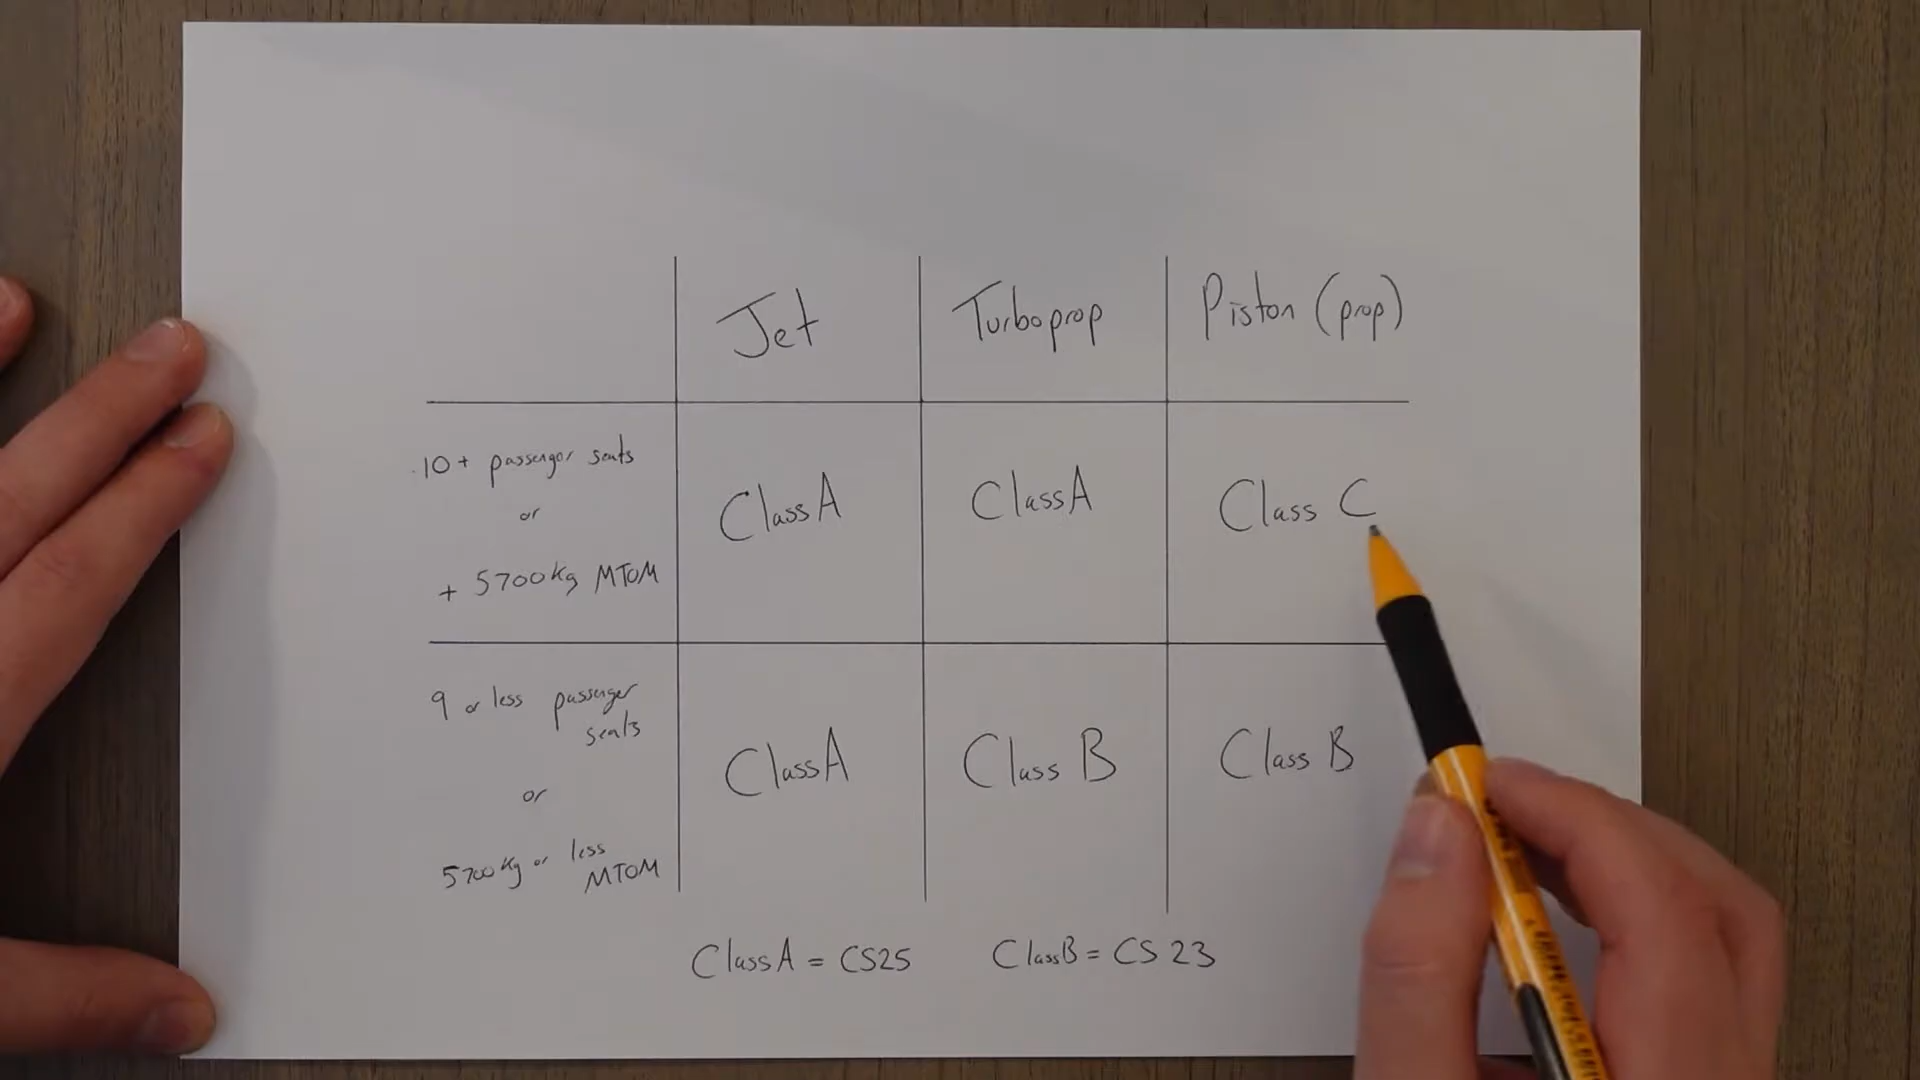 Jet Turboprop Piston (prop)
10+ passenger seats
or
+ 5700kg MTOM
Class A Class A Class C
9 or less passenger
seats
or
5700kg or less
MTOM
Class A Class B Class B
Class A = CS25 Class B = CS 23